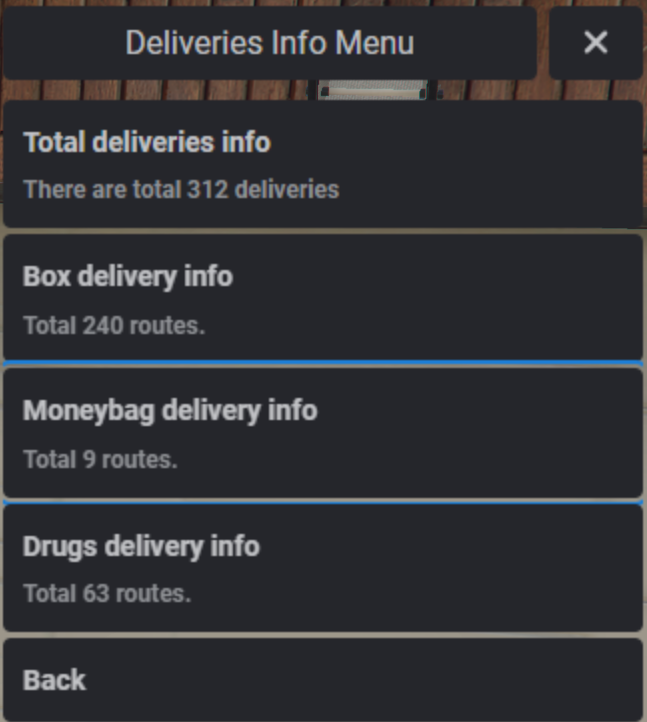 Deliveries Info Menu
Total deliveries info
There are total 312 deliveries
Box delivery info
Total 240 routes.
Moneybag delivery info
Total 9 routes.
Drugs delivery info
Total 63 routes.
Back